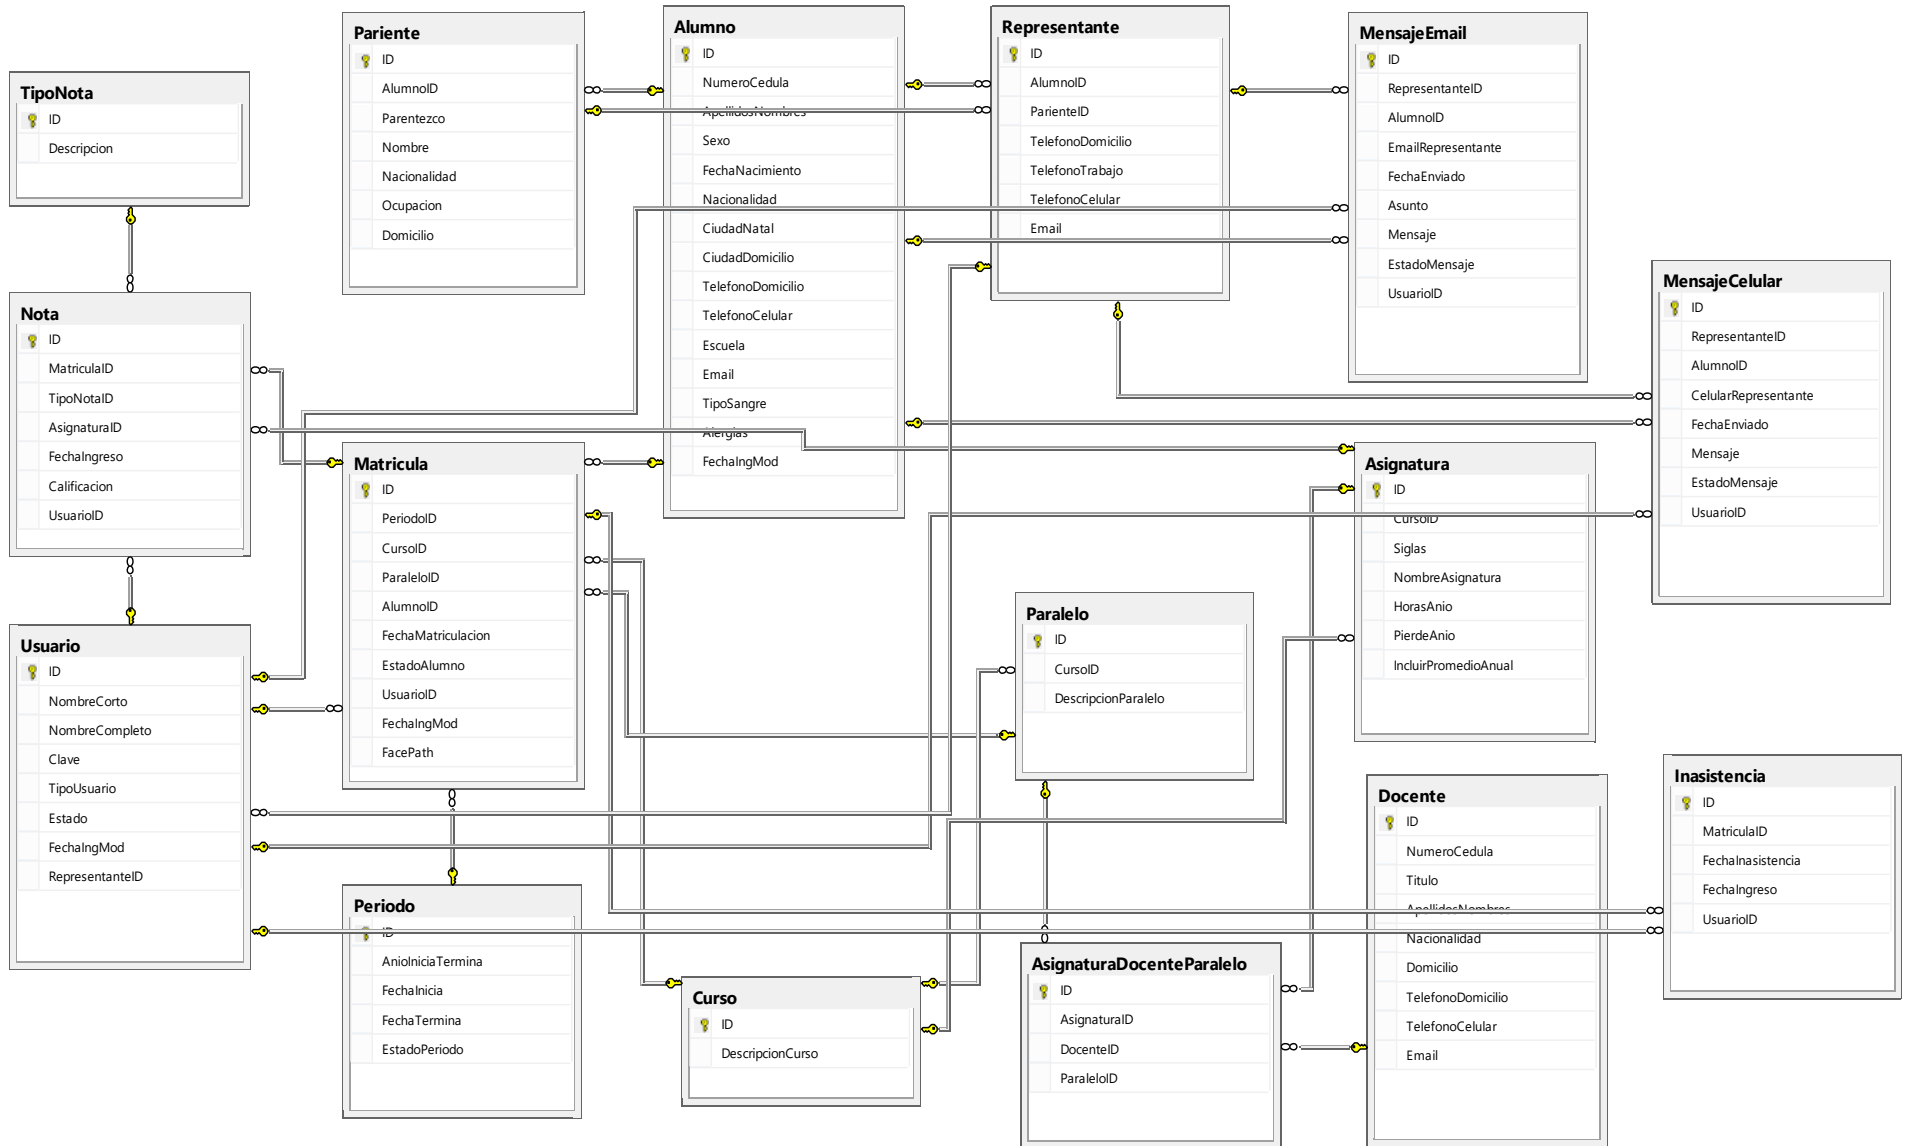 TipoNota
ID
Descripcion
Nota
ID
MatriculaID
TipoNotaID
AsignaturaID
FechaIngreso
Calificacion
UsuarioID
Usuario
ID
NombreCorto
NombreCompleto
Clave
TipoUsuario
Estado
FechaIngMod
RepresentanteID
Pariente
ID
AlumnoID
Parentezco
Nombre
Nacionalidad
Ocupacion
Domicilio
Matricula
ID
PeriodoID
CursoID
ParaleloID
AlumnoID
FechaMatriculacion
EstadoAlumno
UsuarioID
FechaIngMod
FacePath
Periodo
ID
AnioIniciaTermina
FechaInicia
FechaTermina
EstadoPeriodo
Alumno
ID
NumeroCedula
ApellidosNombres
Sexo
FechaNacimiento
Nacionalidad
CiudadNatal
CiudadDomicilio
TelefonoDomicilio
TelefonoCelular
Escuela
Email
TipoSangre
Alergias
FechaIngMod
Curso
ID
DescripcionCurso
Representante
ID
AlumnoID
ParienteID
TelefonoDomicilio
TelefonoTrabajo
TelefonoCelular
Email
Paralelo
ID
CursoID
DescripcionParalelo
AsignaturaDocenteParalelo
ID
AsignaturaID
DocenteID
ParaleloID
MensajeEmail
ID
RepresentanteID
AlumnoID
EmailRepresentante
FechaEnviado
Asunto
Mensaje
EstadoMensaje
UsuarioID
Asignatura
ID
CursoID
Siglas
NombreAsignatura
HorasAnio
PierdeAnio
IncluirPromedioAnual
Docente
ID
NumeroCedula
Titulo
ApellidosNombres
Nacionalidad
Domicilio
TelefonoDomicilio
TelefonoCelular
Email
MensajeCelular
ID
RepresentanteID
AlumnoID
CelularRepresentante
FechaEnviado
Mensaje
EstadoMensaje
UsuarioID
Inasistencia
ID
MatriculaID
FechaInasistencia
FechaIngreso
UsuarioID